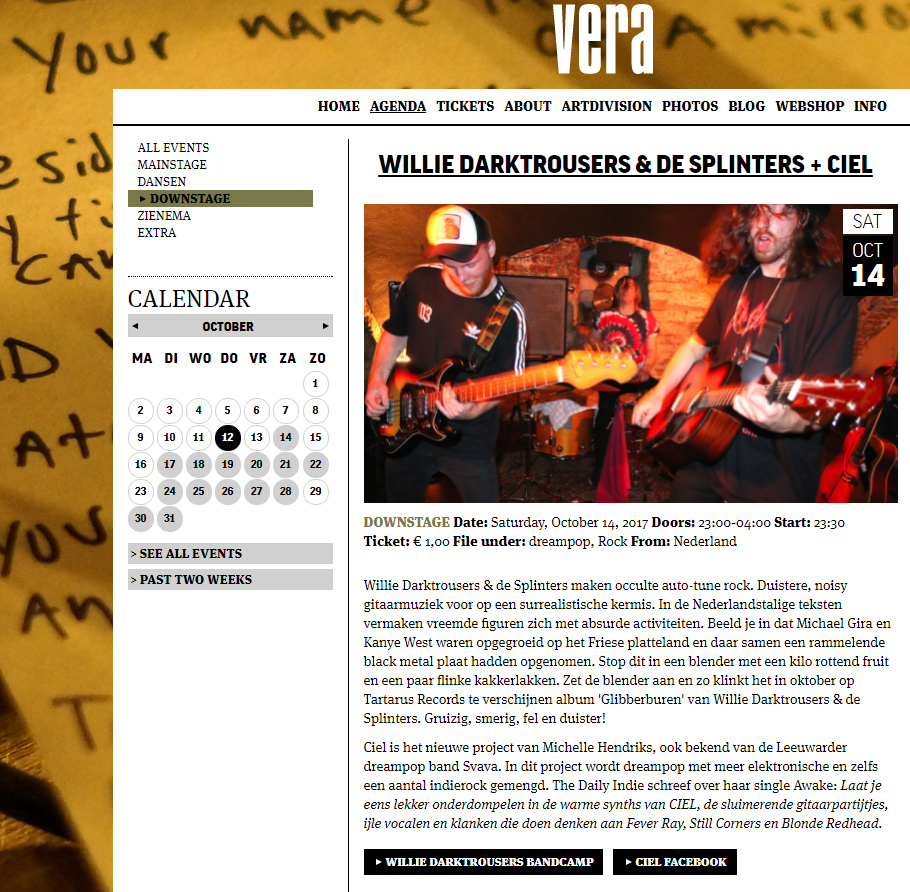 Your name
A
vera
HOME AGENDA TICKETS ABOUT ARTDIVISION PHOTOS BLOG WEBSHOP INFO
ALL EVENTS
MAINSTAGE
DANSEN
▸ DOWNSTAGE
ZIENEMA
EXTRA
CALENDAR
◂ OCTOBER ▸
MA DI WO DO VR ZA ZO
1
2 3 4 5 6 7 8
9 10 11 12 13 14 15
16 17 18 19 20 21 22
23 24 25 26 27 28 29
30 31
> SEE ALL EVENTS
> PAST TWO WEEKS
WILLIE DARKTROUSERS & DE SPLINTERS + CIEL
SAT
OCT
14
03
DOWNSTAGE Date: Saturday, October 14, 2017 Doors: 23:00-04:00 Start: 23:30
Ticket: € 1,00 File under: dreampop, Rock From: Nederland
Willie Darktrousers & de Splinters maken occulte auto-tune rock. Duistere, noisy
gitaarmuziek voor op een surrealistische kermis. In de Nederlandstalige teksten
vermaken vreemde figuren zich met absurde activiteiten. Beeld je in dat Michael Gira en
Kanye West waren opgegroeid op het Friese platteland en daar samen een rammelende
black metal plaat hadden opgenomen. Stop dit in een blender met een kilo rottend fruit
en een paar flinke kakkerlakken. Zet de blender aan en zo klinkt het in oktober op
Tartarus Records te verschijnen album 'Glibberburen' van Willie Darktrousers & de
Splinters. Gruizig, smerig, fel en duister!
Ciel is het nieuwe project van Michelle Hendriks, ook bekend van de Leeuwarder
dreampop band Svava. In dit project wordt dreampop met meer elektronische en zelfs
een aantal indierock gemengd. The Daily Indie schreef over haar single Awake: Laat je
eens lekker onderdompelen in de warme synths van CIEL, de sluimerende gitaarpartijtjes,
ijle vocalen en klanken die doen denken aan Fever Ray, Still Corners en Blonde Redhead.
▸ WILLIE DARKTROUSERS BANDCAMP ▸ CIEL FACEBOOK